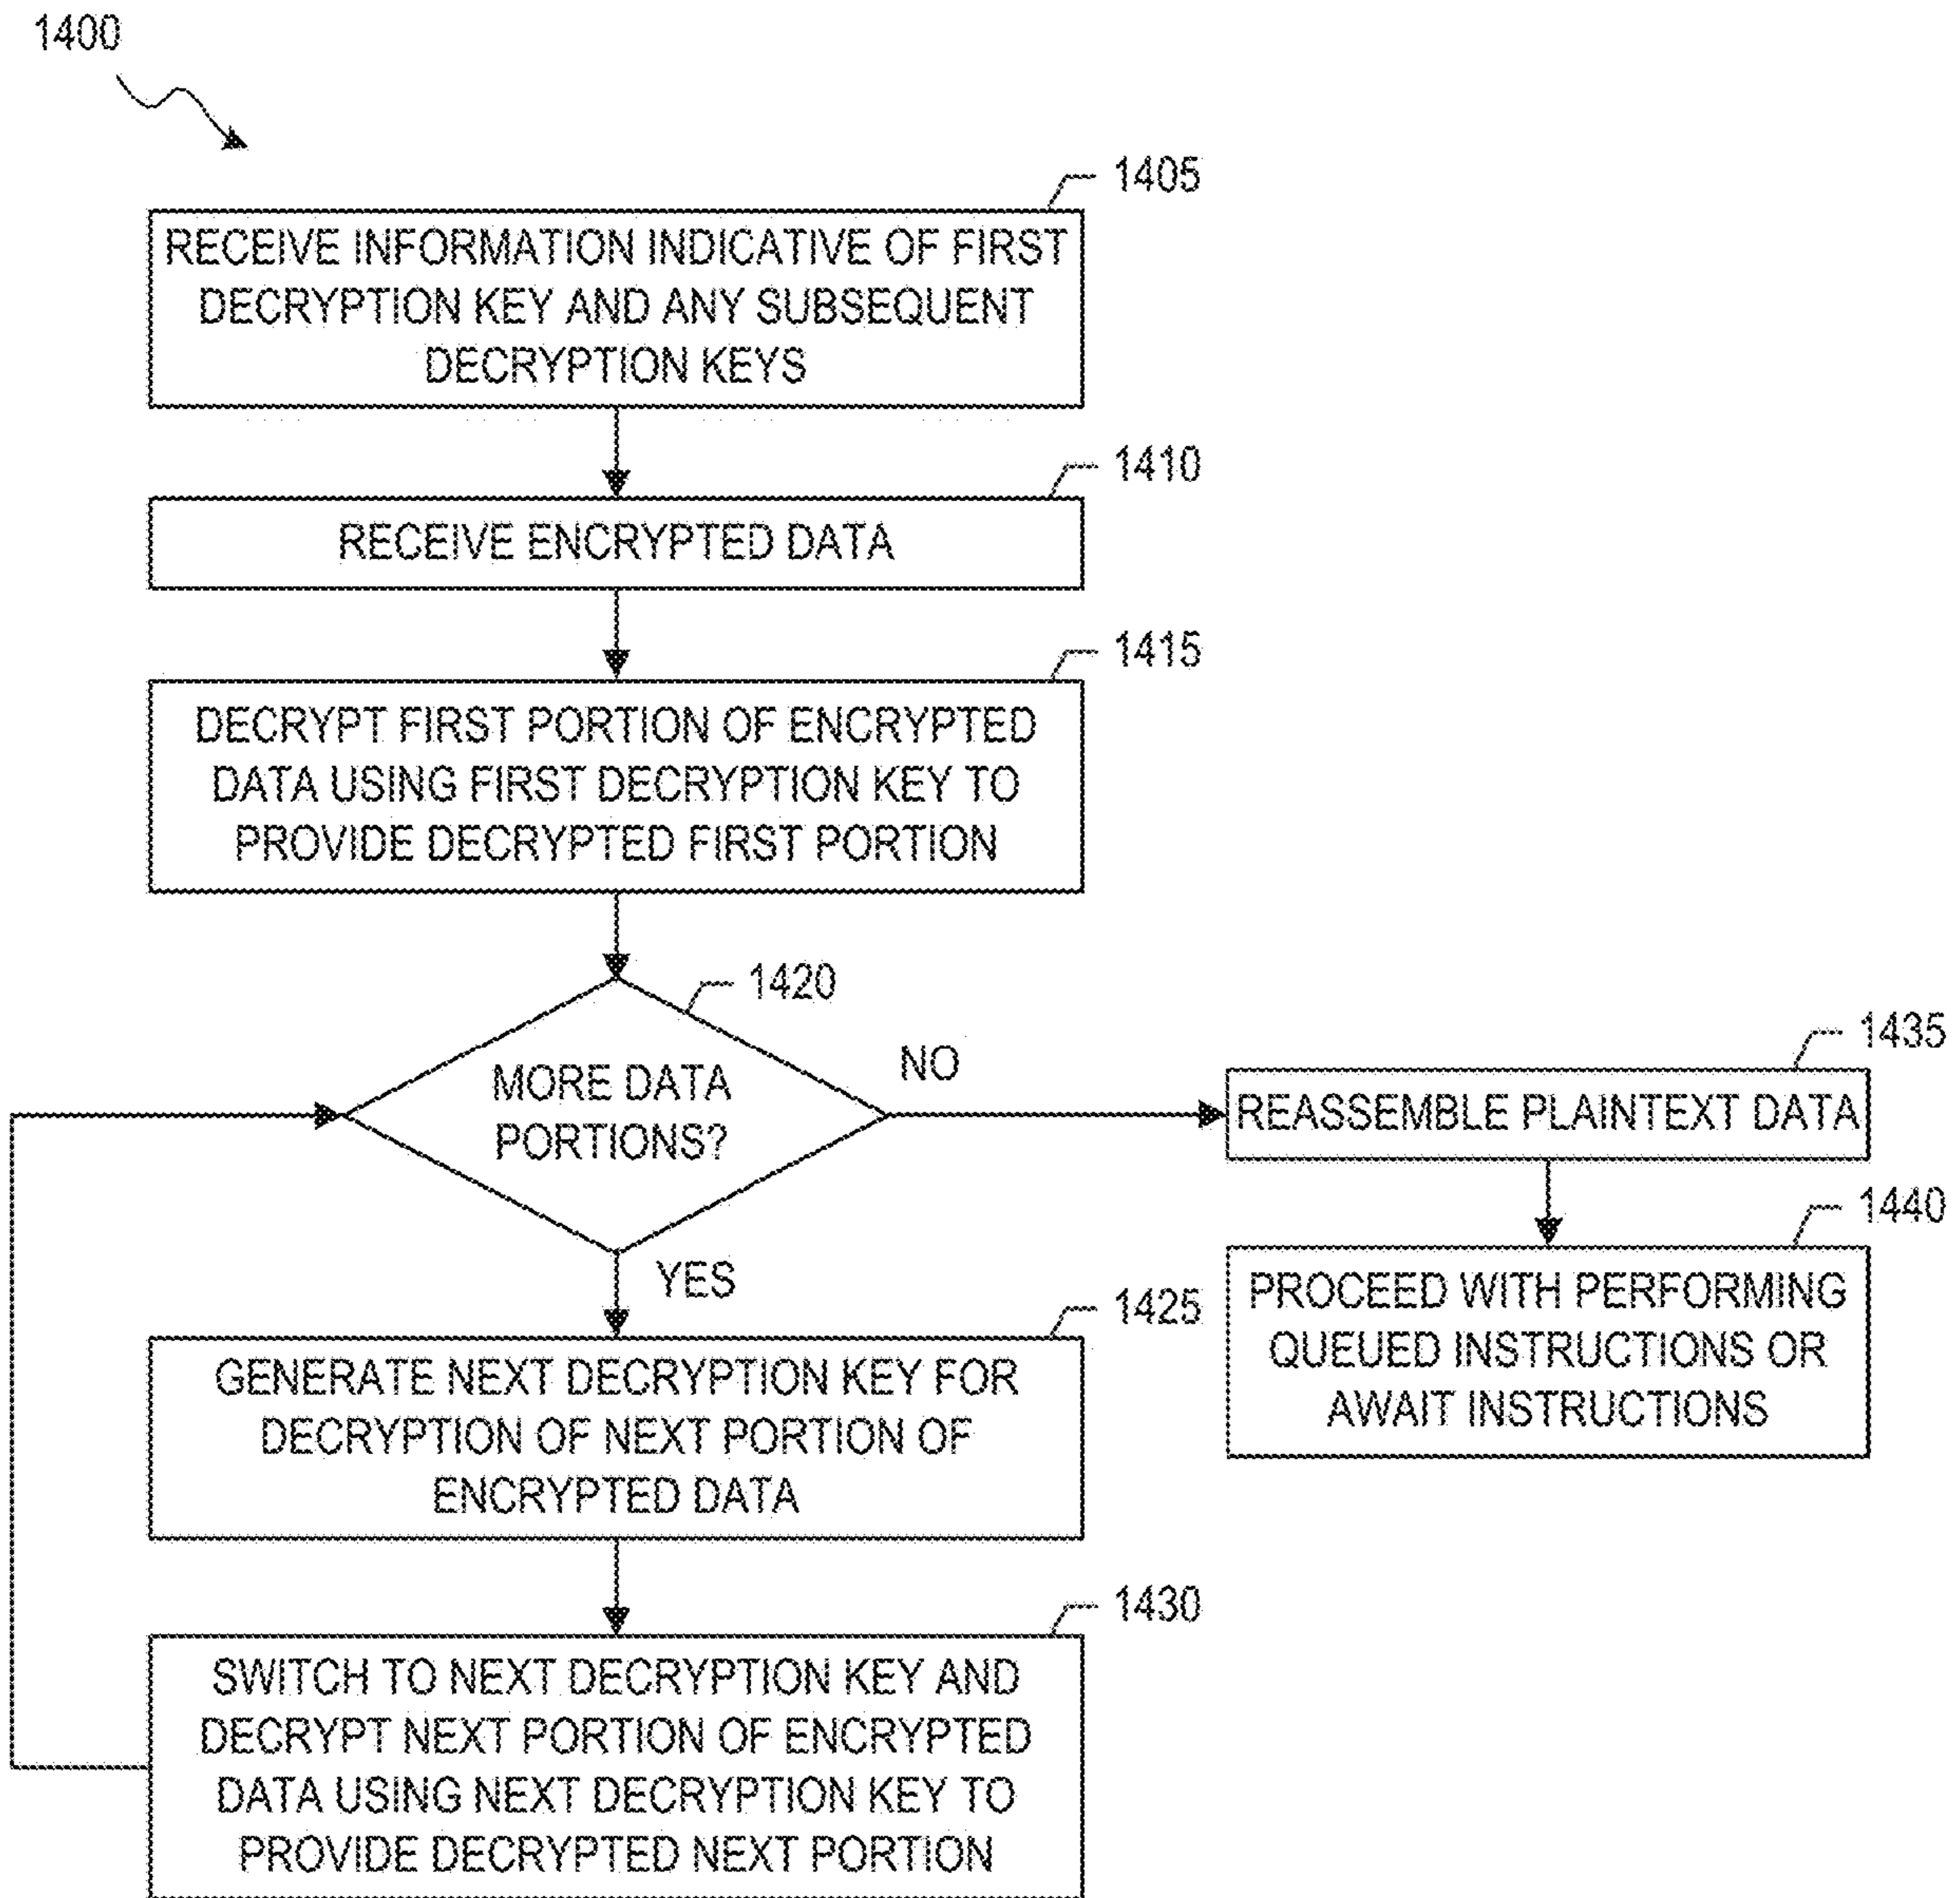 1400
1405
RECEIVE INFORMATION INDICATIVE OF FIRST
DECRYPTION KEY AND ANY SUBSEQUENT
DECRYPTION KEYS
1410
RECEIVE ENCRYPTED DATA
1415
DECRYPT FIRST PORTION OF ENCRYPTED
DATA USING FIRST DECRYPTION KEY TO
PROVIDE DECRYPTED FIRST PORTION
1420
MORE DATA
PORTIONS?
NO
1435
REASSEMBLE PLAINTEXT DATA
1440
PROCEED WITH PERFORMING
QUEUED INSTRUCTIONS OR
AWAIT INSTRUCTIONS
YES
1425
GENERATE NEXT DECRYPTION KEY FOR
DECRYPTION OF NEXT PORTION OF
ENCRYPTED DATA
1430
SWITCH TO NEXT DECRYPTION KEY AND
DECRYPT NEXT PORTION OF ENCRYPTED
DATA USING NEXT DECRYPTION KEY TO
PROVIDE DECRYPTED NEXT PORTION